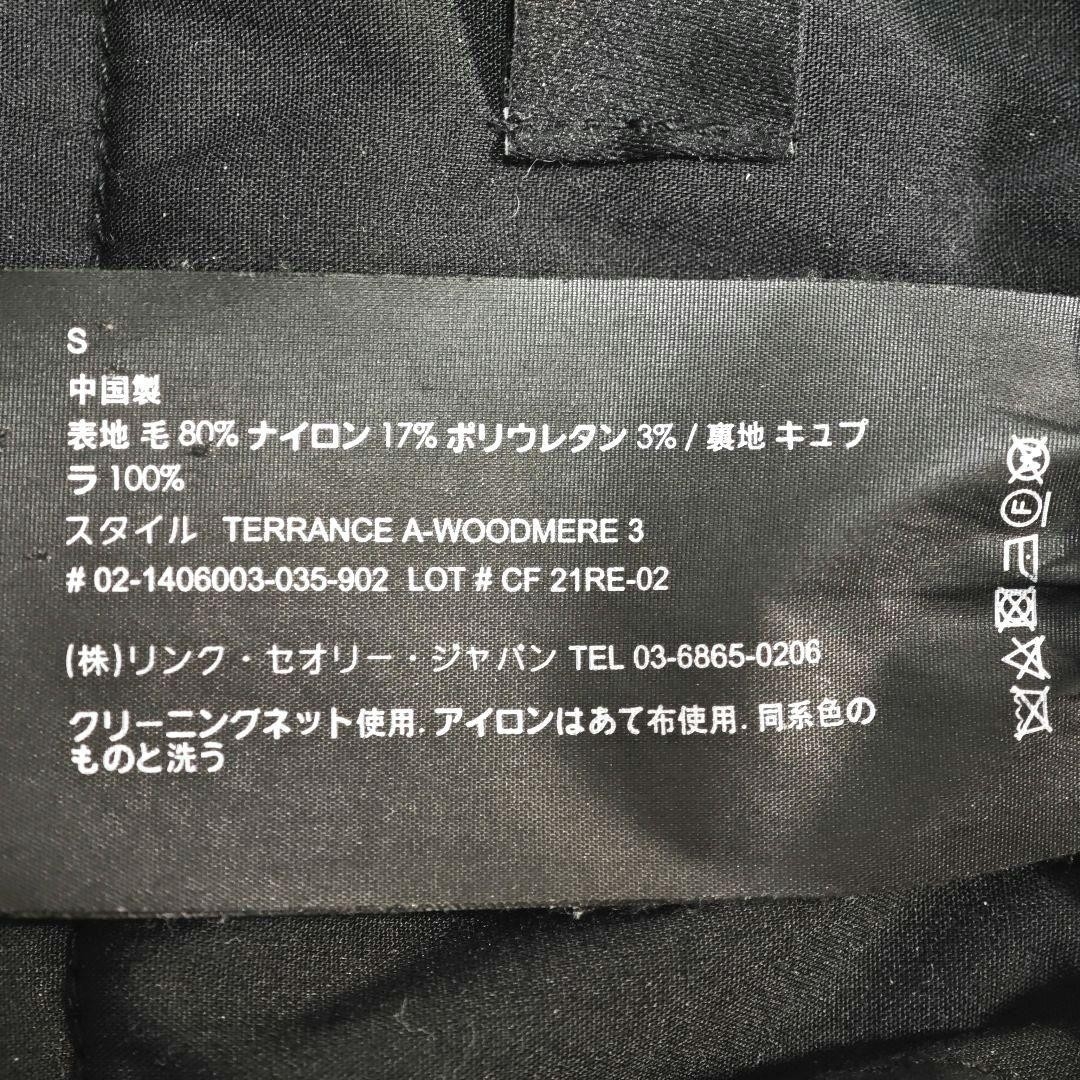 S
中国製
表地 毛 80% ナイロン 17% ポリウレタン 3% / 裏地 キュプ
ラ 100%
スタイル TERRANCE A-WOODMERE 3
# 02-1406003-035-902 LOT # CF 21RE-02
(株)リンク・セオリー・ジャパン TEL 03-6865-0206
クリーニングネット使用. アイロンはあて布使用. 同系色の
ものと洗う
W
F